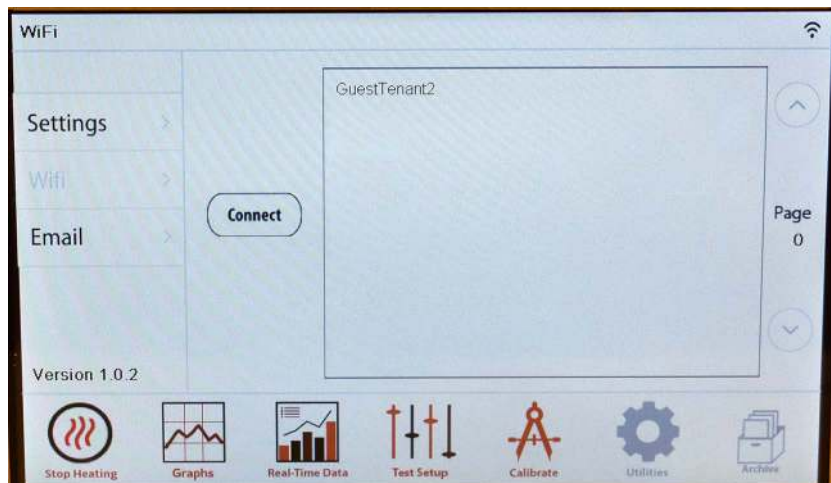 WiFi
Settings
Wifi
Email
Version 1.0.2
Connect
GuestTenant2
Page
0
Stop Heating
Graphs
Real-Time Data
Test Setup
Calibrate
Utilities
Archive